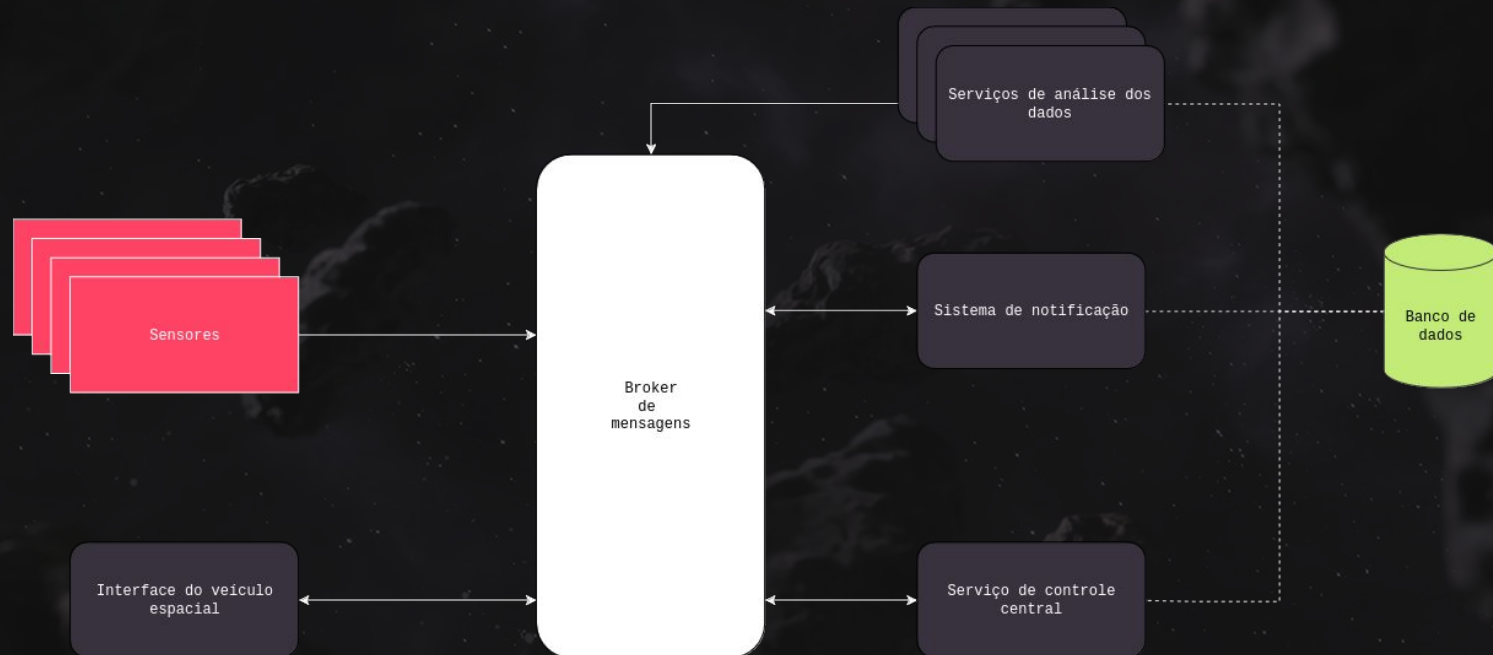 Serviços de análise dos
dados
Sensores
Broker
de
mensagens
Sistema de notificação
Banco de
dados
Interface do veículo
espacial
Serviço de controle
central